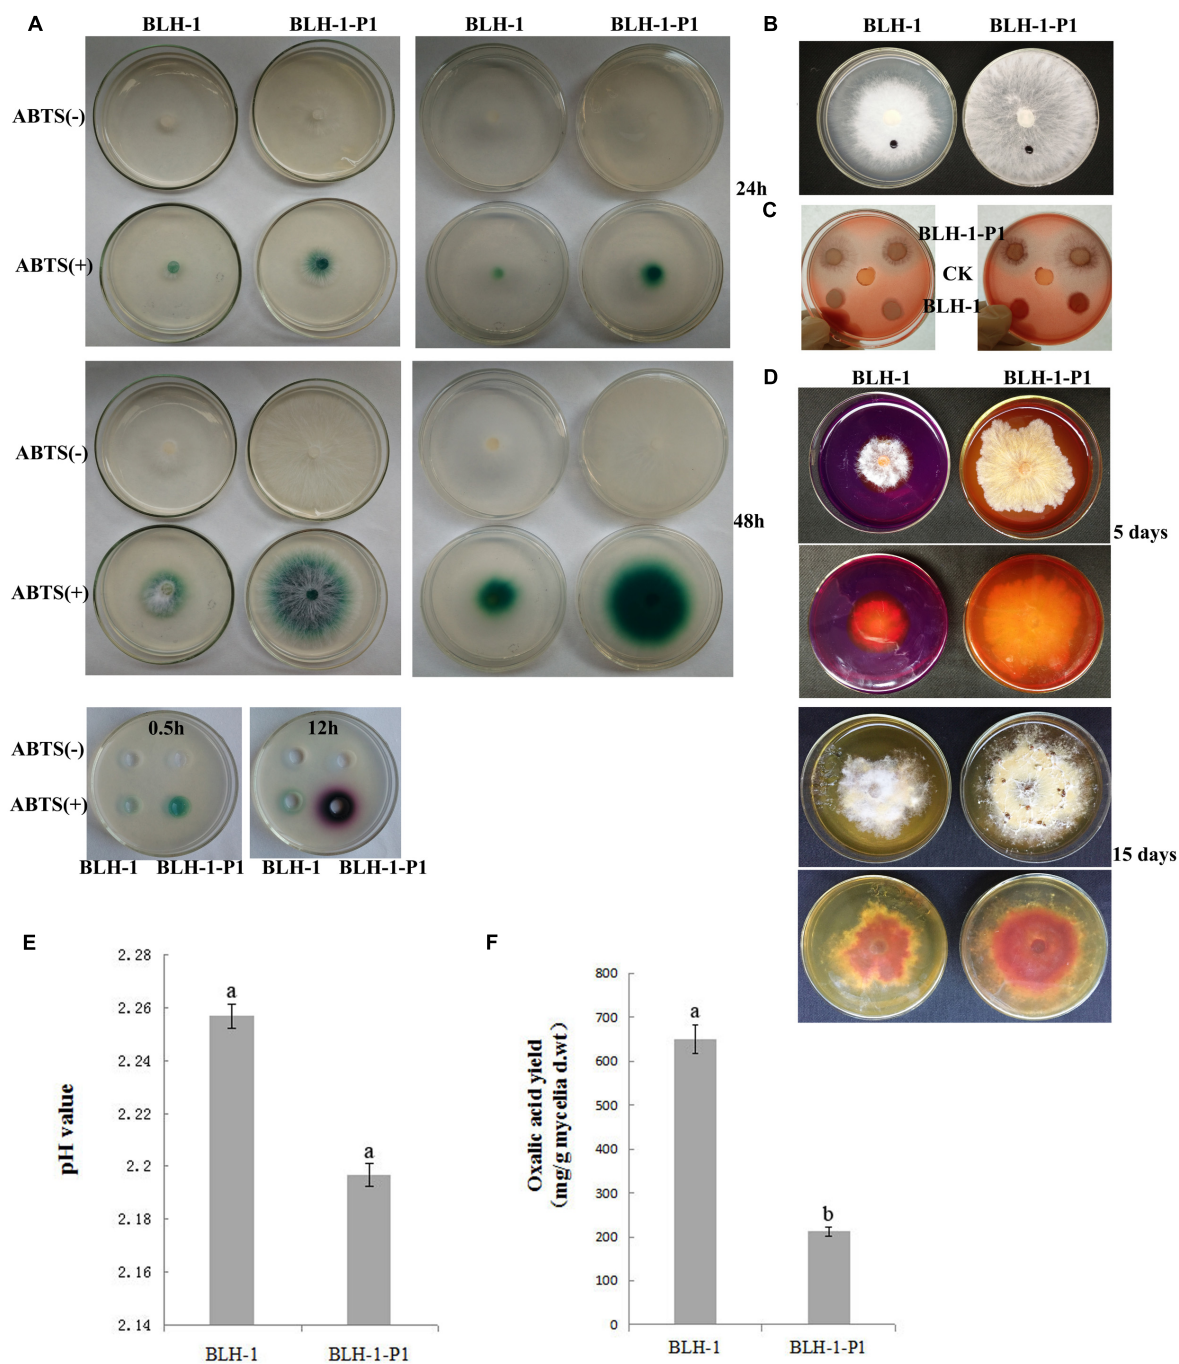 A
BLH-1
BLH-1-P1
BLH-1
BLH-1-P1
ABTS(-)
24h
ABTS(+)
ABTS(-)
48h
ABTS(+)
0.5h
12h
ABTS(-)
ABTS(+)
BLH-1
BLH-1-P1
BLH-1
BLH-1-P1
B
BLH-1
BLH-1-P1
C
BLH-1-P1
CK
BLH-1
D
BLH-1
BLH-1-P1
5 days
15 days
E
2.28
2.26
2.24
2.22
2.2
2.18
2.16
2.14
pH value
a
a
BLH-1
BLH-1-P1
F
800
700
600
500
400
300
200
100
0
Oxalic acid yield
(mg/g mycelia d.wt)
a
b
BLH-1
BLH-1-P1